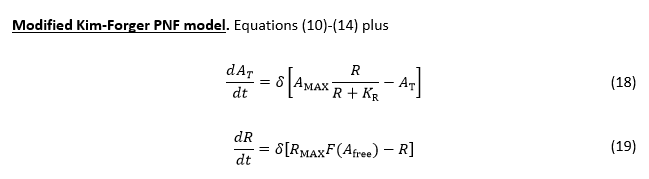 Modified Kim-Forger PNF model. Equations (10)-(14) plus
dA_T/dt = δ[A_MAX R/(R + K_R) − A_T] (18)
dR/dt = δ[R_MAX F(A_free) − R] (19)